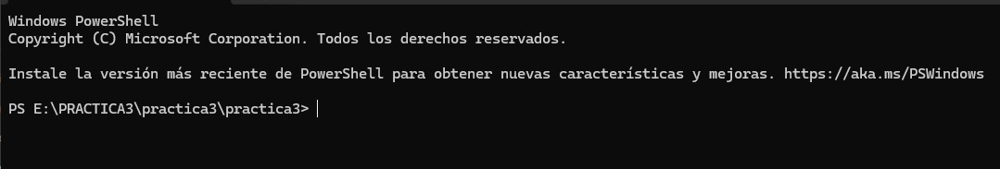 Windows PowerShell
Copyright (C) Microsoft Corporation. Todos los derechos reservados.
Instale la versión más reciente de PowerShell para obtener nuevas características y mejoras. https://aka.ms/PSWindows
PS E:\PRACTICA3\practica3\practica3>